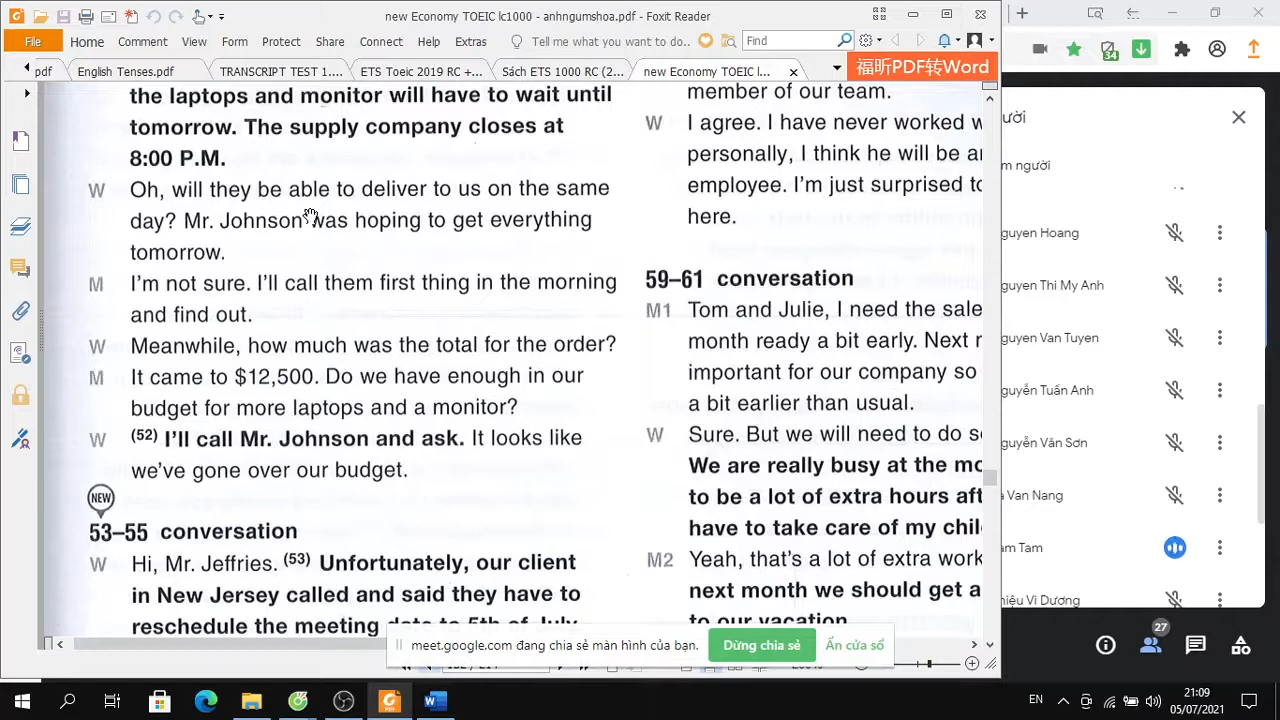 new Economy TOEIC lc1000 - anhngumshoa.pdf - Foxit Reader
File Home Comment View Form Protect Share Connect Help Extras Tell me what you want to do.. Find
34
pdf English Tenses.pdf TRANSCRIPT TEST 1.... ETS Toeic 2019 RC +... Sách ETS 1000 RC (2... new Economy TOEIC l...
福昕PDF转Word
the laptops and monitor will have to wait until
tomorrow. The supply company closes at
8:00 P.M.
W Oh, will they be able to deliver to us on the same
day? Mr. Johnson was hoping to get everything
tomorrow.
M I'm not sure. I'll call them first thing in the morning
and find out.
W Meanwhile, how much was the total for the order?
M It came to $12,500. Do we have enough in our
budget for more laptops and a monitor?
W (52) I'll call Mr. Johnson and ask. It looks like
we've gone over our budget.
NEW
53–55 conversation
W Hi, Mr. Jeffries. (53) Unfortunately, our client
in New Jersey called and said they have to
reschedule the meeting date to 5th of July
member of our team.
W I agree. I have never worked w
personally, I think he will be a
employee. I'm just surprised t
here.
59–61 conversation
M1 Tom and Julie, I need the sale
month ready a bit early. Next
important for our company so
a bit earlier than usual.
W Sure. But we will need to do s
We are really busy at the mo
to be a lot of extra hours aft
have to take care of my chil
M2 Yeah, that's a lot of extra work
next month we should get a
to our vacation
meet.google.com đang chia sẻ màn hình của bạn. Dừng chia sẻ Ẩn cửa sổ
ười
m người
guyen Hoang
guyen Thi My Anh
guyen Van Tuyen
guyễn Tuấn Anh
guyễn Văn Sơn
a Van Nang
am Tam
hiệu Vi Dương
27
EN
21:09
05/07/2021